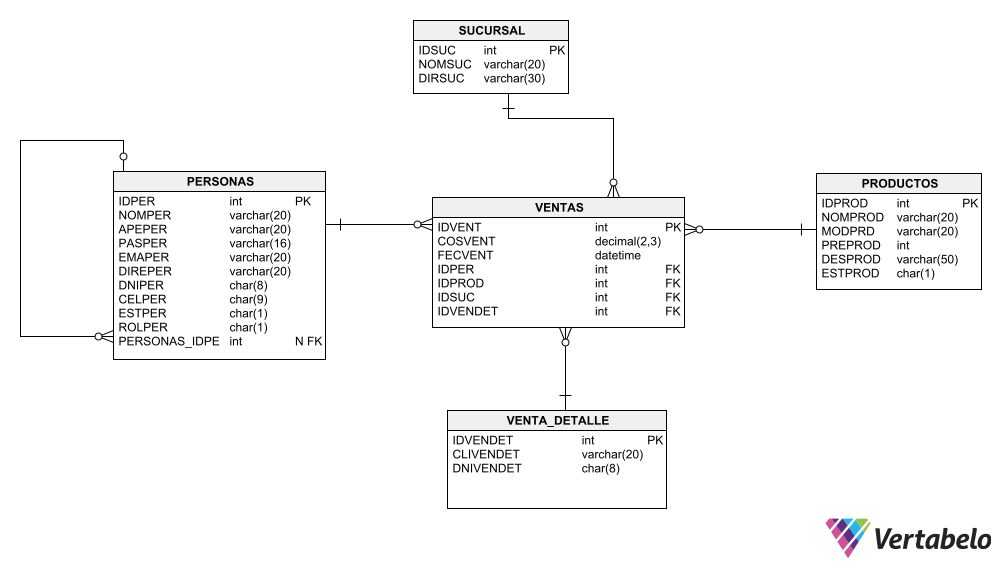 SUCURSAL
IDSUC int PK
NOMSUC varchar(20)
DIRSUC varchar(30)
PERSONAS
IDPER int PK
NOMPER varchar(20)
APEPER varchar(20)
PASPER varchar(16)
EMAPER varchar(20)
DIREPER varchar(20)
DNIPER char(8)
CELPER char(9)
ESTPER char(1)
ROLPER char(1)
PERSONAS_IDPE int N FK
VENTAS
IDVENT int PK
COSVENT decimal(2,3)
FECVENT datetime
IDPER int FK
IDPROD int FK
IDSUC int FK
IDVENDET int FK
PRODUCTOS
IDPROD int PK
NOMPROD varchar(20)
MODPRD varchar(20)
PREPROD int
DESPROD varchar(50)
ESTPROD char(1)
VENTA_DETALLE
IDVENDET int PK
CLIVENDET varchar(20)
DNIVENDET char(8)
Vertabelo